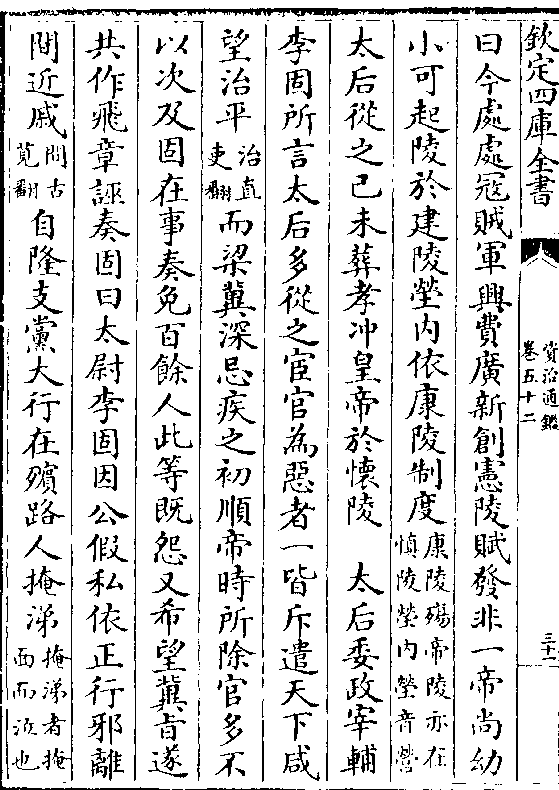 欽定四庫全書
資治通鑑
卷五十二
三十一
曰今處處冦賊軍興費廣新創憲陵賦發非一帝尚幼
小可起陵於建陵塋内依康陵制度康陵殤帝陵亦在慎陵塋内塋音營
太后從之己未葬孝冲皇帝於懷陵　太后委政宰輔
李固所言太后多從之宦官為惡者一皆斥遣天下咸
望治平治直吏翻而梁冀深忌疾之初順帝時所除官多不
以次及固在事奏免百餘人此等既怨又希望冀旨遂
共作飛章誣奏固曰太尉李固因公假私依正行邪離
間近戚間古莧翻自隆支黨大行在殯路人掩涕掩涕者掩面而泣也